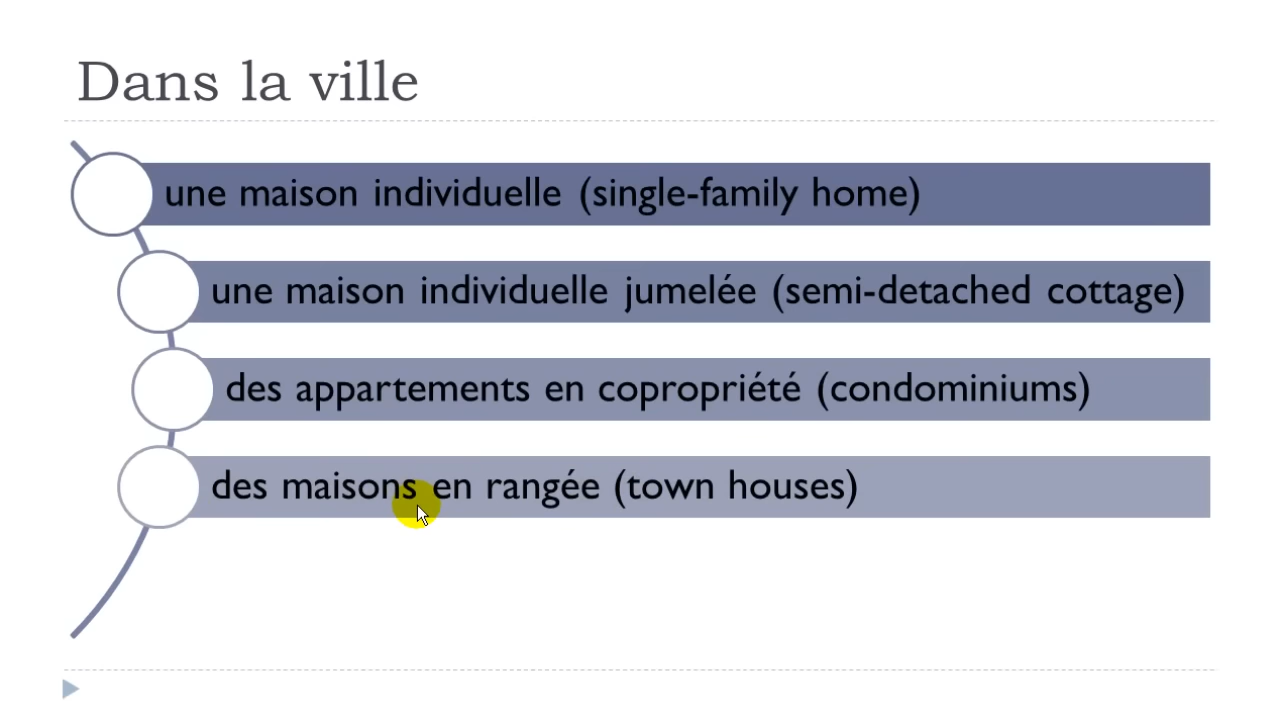 Dans la ville
une maison individuelle (single-family home)
une maison individuelle jumelée (semi-detached cottage)
des appartements en copropriété (condominiums)
des maisons en rangée (town houses)